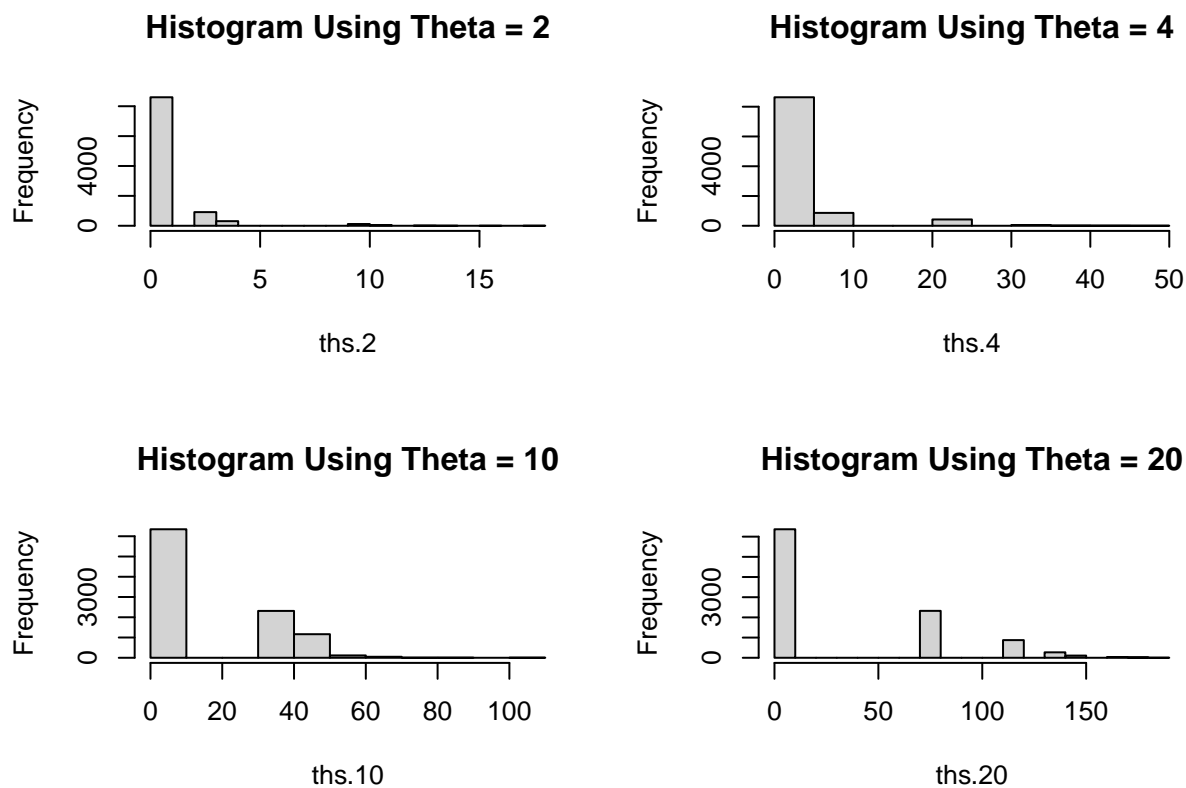 Histogram Using Theta = 2
Frequency
0 4000
0 5 10 15
ths.2
Histogram Using Theta = 4
Frequency
0 4000
0 10 20 30 40 50
ths.4
Histogram Using Theta = 10
Frequency
0 3000
0 20 40 60 80 100
ths.10
Histogram Using Theta = 20
Frequency
0 3000
0 50 100 150
ths.20